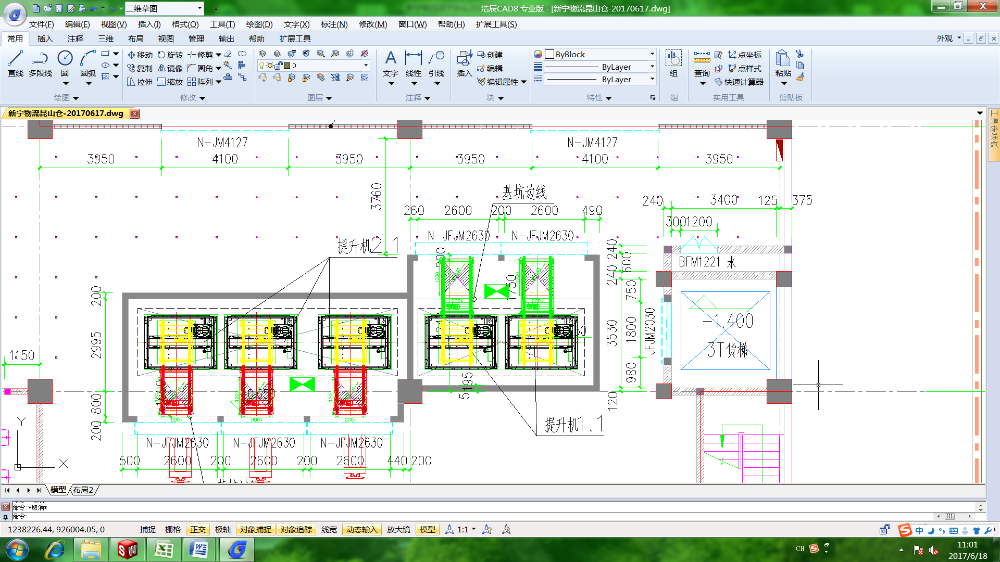 二维草图
浩辰CAD8 专业版 - [新宁物流昆山仓-20170617.dwg]
文件(F) 编辑(E) 视图(V) 插入(I) 格式(O) 工具(T) 绘图(D) 文字(X) 标注(N) 修改(M) 窗口(W) 帮助(H) 扩展工具(S)
常用 插入 注释 三维 布局 视图 管理 输出 帮助 扩展工具 外观
直线 多段线 圆 圆弧
移动 旋转 修剪
复制 镜像 圆角
拉伸 缩放 阵列
0
文字 线性 引线
插入 创建
编辑
编辑属性
ByBlock
ByLayer
ByLayer
组
查询 点坐标
点样式
快速计算器
粘贴
绘图 修改 图层 注释 块 特性 组 实用工具 剪贴板
新宁物流昆山仓-20170617.dwg
工具选项板
N-JM4127 N-JM4127
3950 4100 3950 3950 4100 3950
3760
基坑边线
240 3400 125 375
260 2600 200 2600 490
300 1200
N-JFJM2630 N-JFJM2630
提升机2.1
240
600
240
BFM1221 水
750
1750
200
2995
3530
1800
JFJM2030
-1.400
3T货梯
1150
980
5195
120
800
200
提升机1.1
N-JFJM2630 N-JFJM2630 N-JFJM2630
500 2600 200 2600 200 2600 440 200
Y
X
模型 布局2
命令:*取消*
命令:
-1238226.44, 926004.05, 0
捕捉 栅格 正交 极轴 对象捕捉 对象追踪 线宽 动态输入 放大镜 模型 1:1
中
CH
11:01
2017/6/18